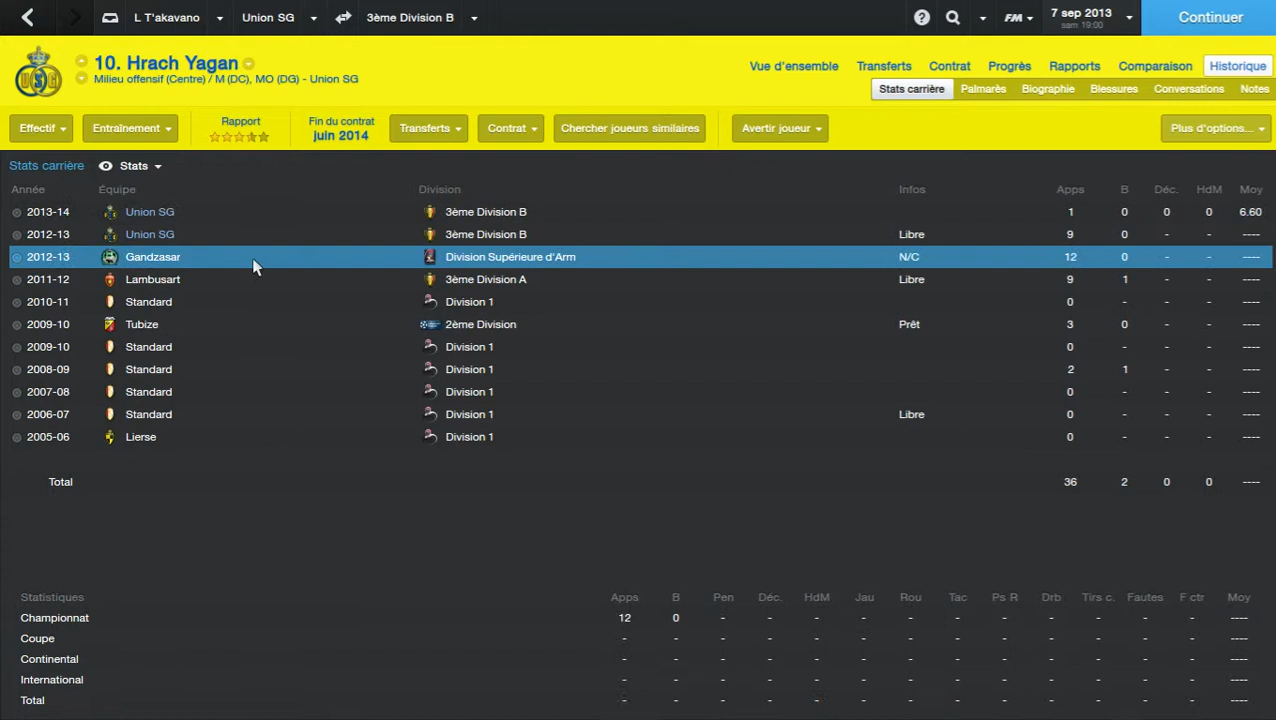 L T'akavano Union SG 3ème Division B FM 7 sep 2013 Continuer
sam 19:00
10. Hrach Yagan
Milieu offensif (Centre) / M (DC), MO (DG) - Union SG
Vue d'ensemble Transferts Contrat Progrès Rapports Comparaison Historique
Stats carrière Palmarès Biographie Blessures Conversations Notes
Effectif Entraînement Rapport Fin du contrat juin 2014 Transferts Contrat Chercher joueurs similaires Avertir joueur Plus d'options...
Stats carrière Stats
Année Équipe Division Infos Apps B Déc. HdM Moy
2013-14 Union SG 3ème Division B 1 0 0 0 6.60
2012-13 Union SG 3ème Division B Libre 9 0 - - ----
2012-13 Gandzasar Division Supérieure d'Arm N/C 12 0 - - ----
2011-12 Lambusart 3ème Division A Libre 9 1 - - ----
2010-11 Standard Division 1 0 - - - ----
2009-10 Tubize 2ème Division Prêt 3 0 - - ----
2009-10 Standard Division 1 0 - - - ----
2008-09 Standard Division 1 2 1 - - ----
2007-08 Standard Division 1 0 - - - ----
2006-07 Standard Division 1 Libre 0 - - - ----
2005-06 Lierse Division 1 0 - - - ----
Total 36 2 0 0 ----
Statistiques Apps B Pen Déc. HdM Jau Rou Tac Ps R Drb Tirs c. Fautes F ctr Moy
Championnat 12 0 - - - - - - - - - - - ----
Coupe - - - - - - - - - - - - - ----
Continental - - - - - - - - - - - - - ----
International - - - - - - - - - - - - - ----
Total - - - - - - - - - - - - - ----